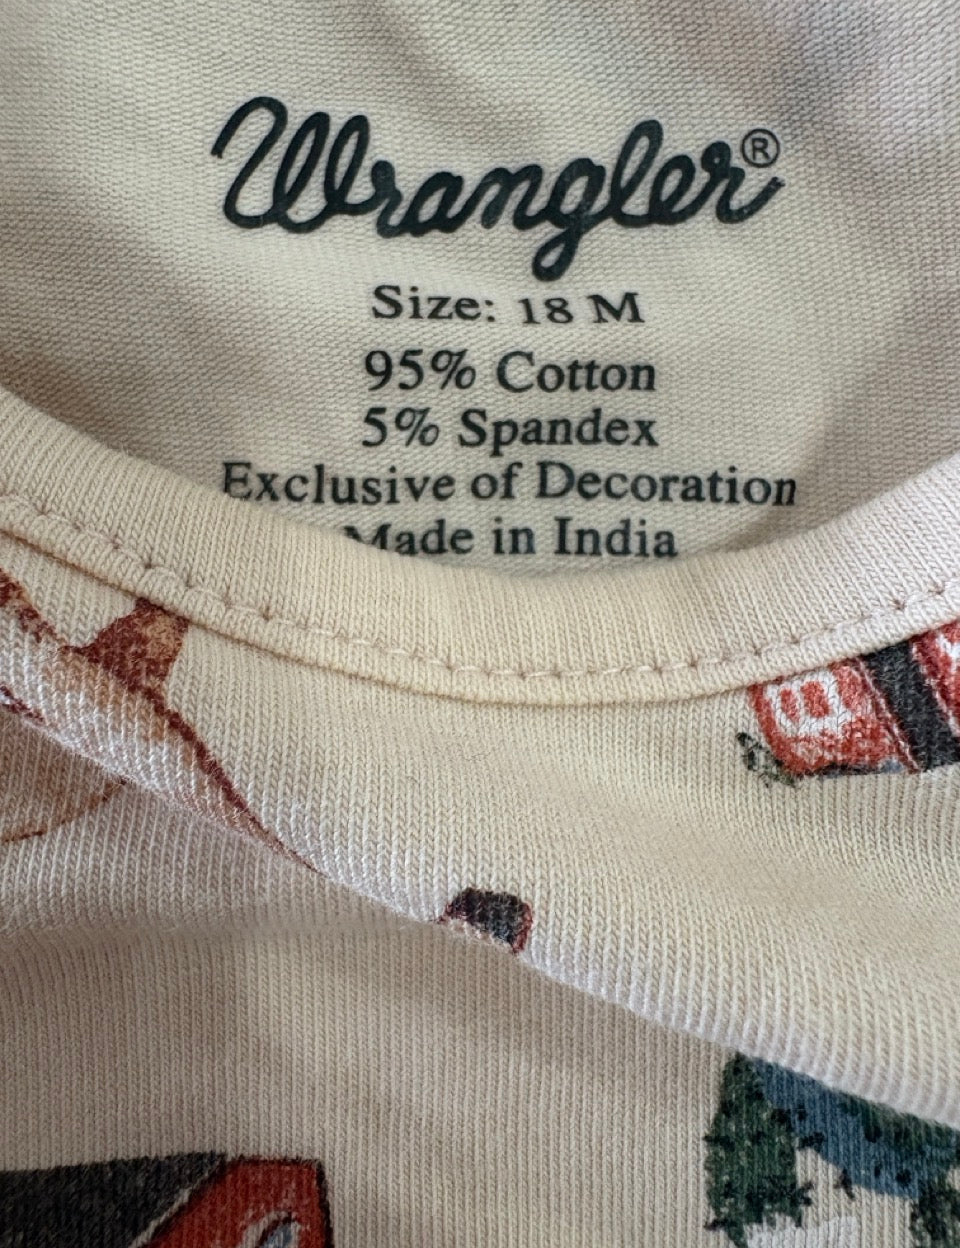 Wrangler®
Size: 18 M
95% Cotton
5% Spandex
Exclusive of Decoration
Made in India